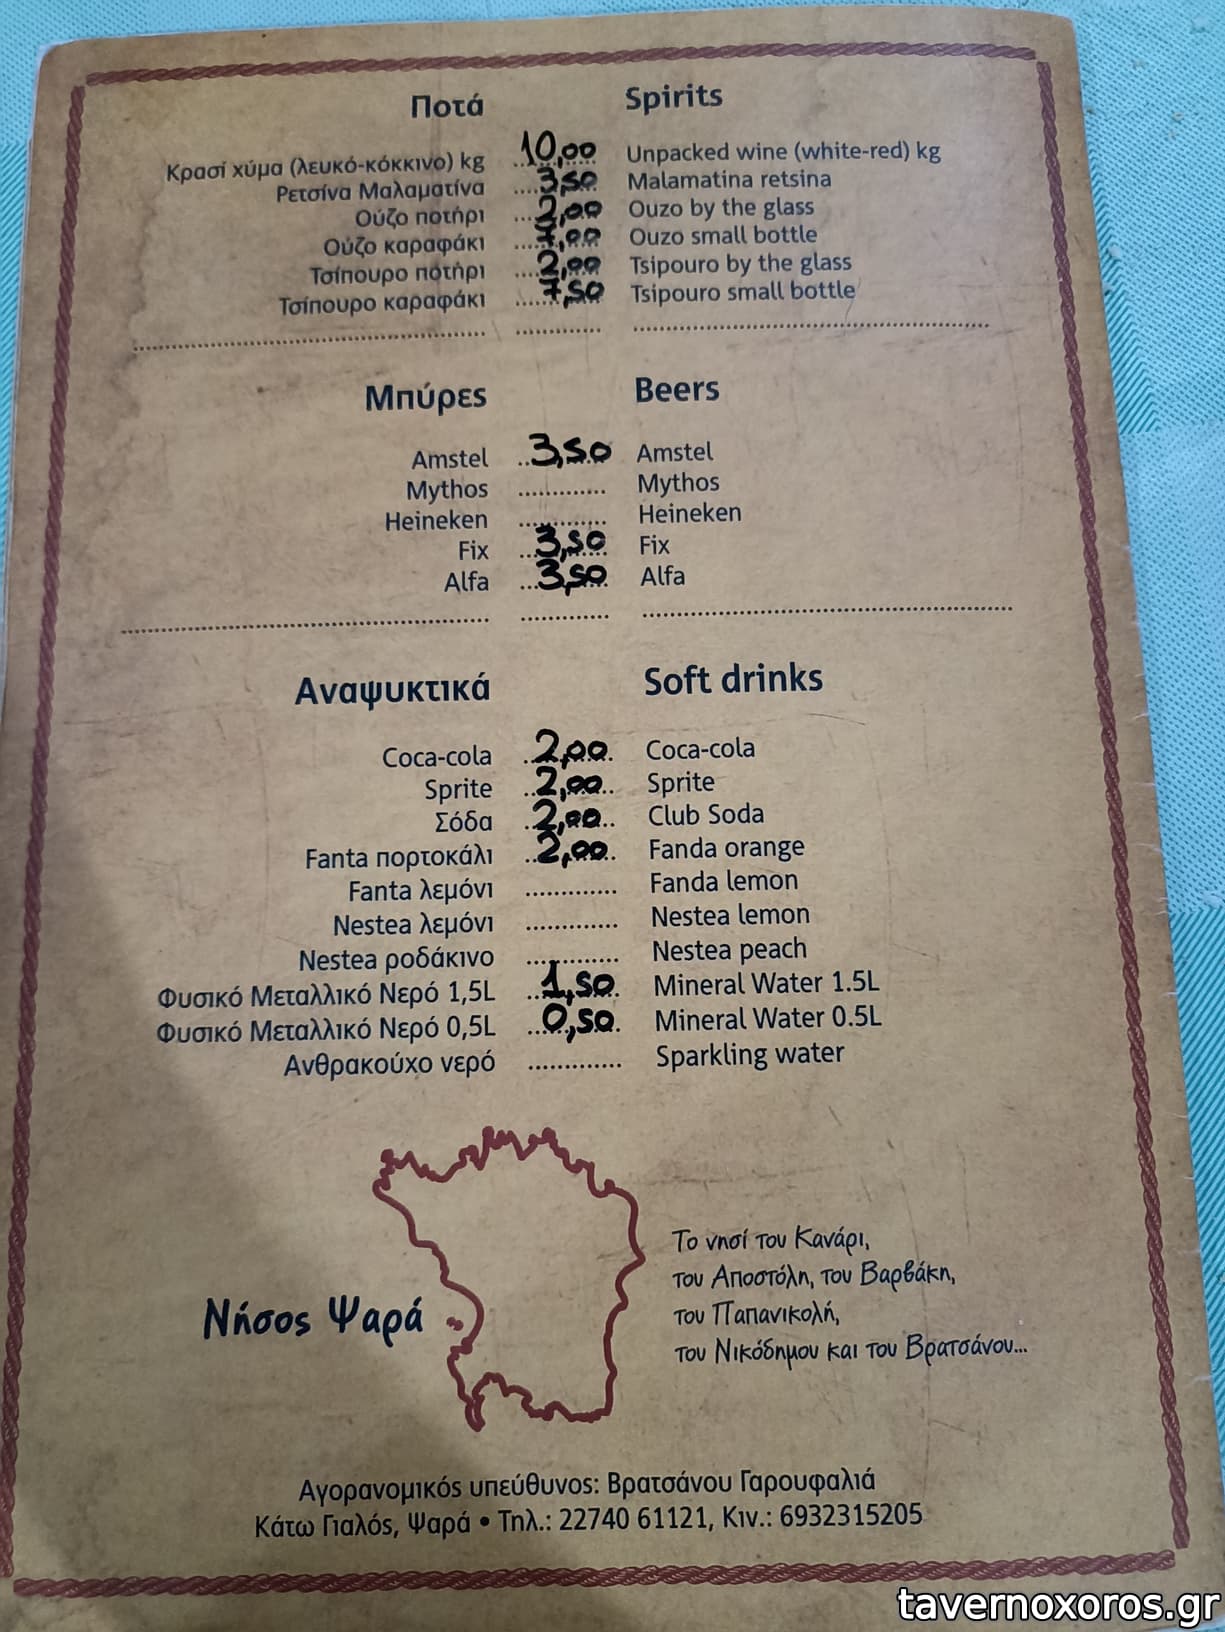 Ποτά Spirits
Κρασί χύμα (λευκό-κόκκινο) kg ...10,00 Unpacked wine (white-red) kg
Ρετσίνα Μαλαματίνα ....3,50 Malamatina retsina
Ούζο ποτήρι ...2,00 Ouzo by the glass
Ούζο καραφάκι ....7,00 Ouzo small bottle
Τσίπουρο ποτήρι ....2,00 Tsipouro by the glass
Τσίπουρο καραφάκι ....7,50 Tsipouro small bottle
Μπύρες Beers
Amstel ..3,50 Amstel
Mythos ............. Mythos
Heineken ............. Heineken
Fix ...3,50 Fix
Alfa ...3,50 Alfa
Αναψυκτικά Soft drinks
Coca-cola ..2,00. Coca-cola
Sprite ..2,00.. Sprite
Σόδα ..2,00.. Club Soda
Fanta πορτοκάλι ..2,00. Fanda orange
Fanta λεμόνι ............. Fanda lemon
Nestea λεμόνι ............. Nestea lemon
Nestea ροδάκινο ............. Nestea peach
Φυσικό Μεταλλικό Νερό 1,5L ..1,50. Mineral Water 1.5L
Φυσικό Μεταλλικό Νερό 0,5L ..0,50. Mineral Water 0.5L
Ανθρακούχο νερό ............. Sparkling water
Το νησί του Κανάρι,
του Αποστόλη, του Βαρβάκη,
Νήσος Ψαρά
του Παπανικολή,
του Νικόδημου και του Βρατσάνου...
Αγορανομικός υπεύθυνος: Βρατσάνου Γαρουφαλιά
Κάτω Γιαλός, Ψαρά • Τηλ.: 22740 61121, Κιν.: 6932315205
tavernoxoros.gr